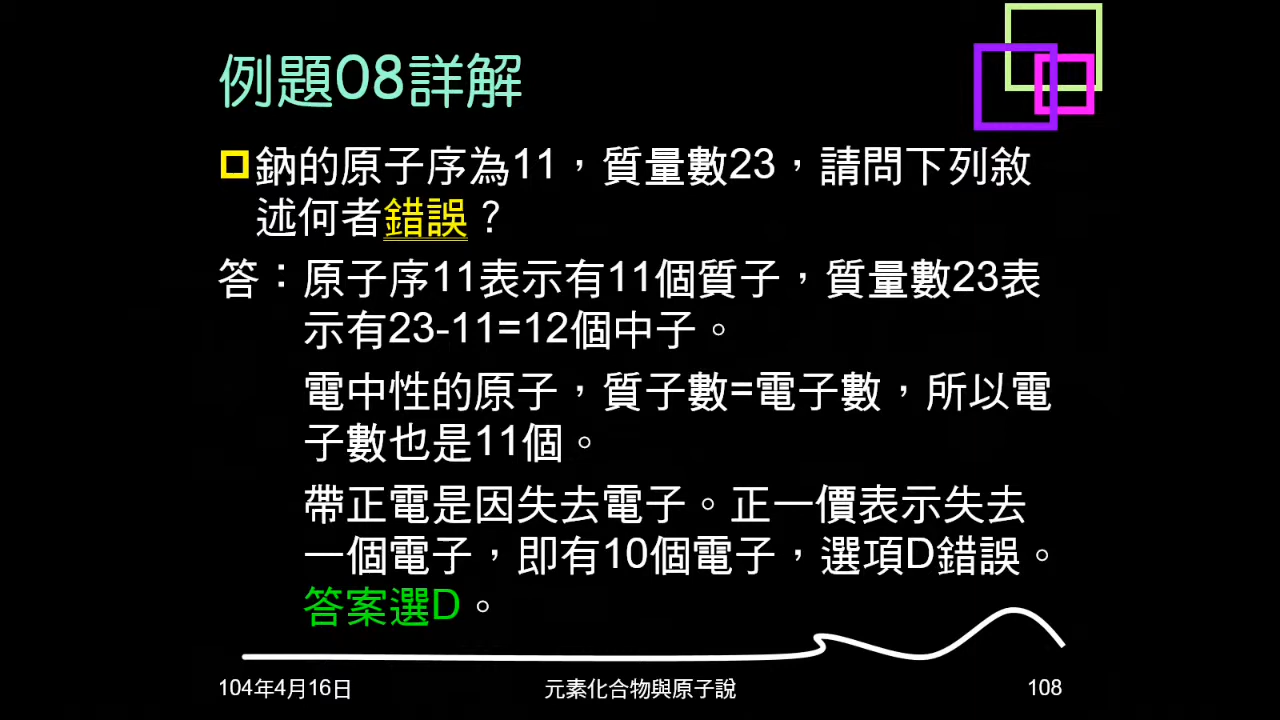 例題08詳解
鈉的原子序為11，質量數23，請問下列敘
述何者錯誤？
答：原子序11表示有11個質子，質量數23表
示有23-11=12個中子。
電中性的原子，質子數=電子數，所以電
子數也是11個。
帶正電是因失去電子。正一價表示失去
一個電子，即有10個電子，選項D錯誤。
答案選D。
104年4月16日
元素化合物與原子說
108